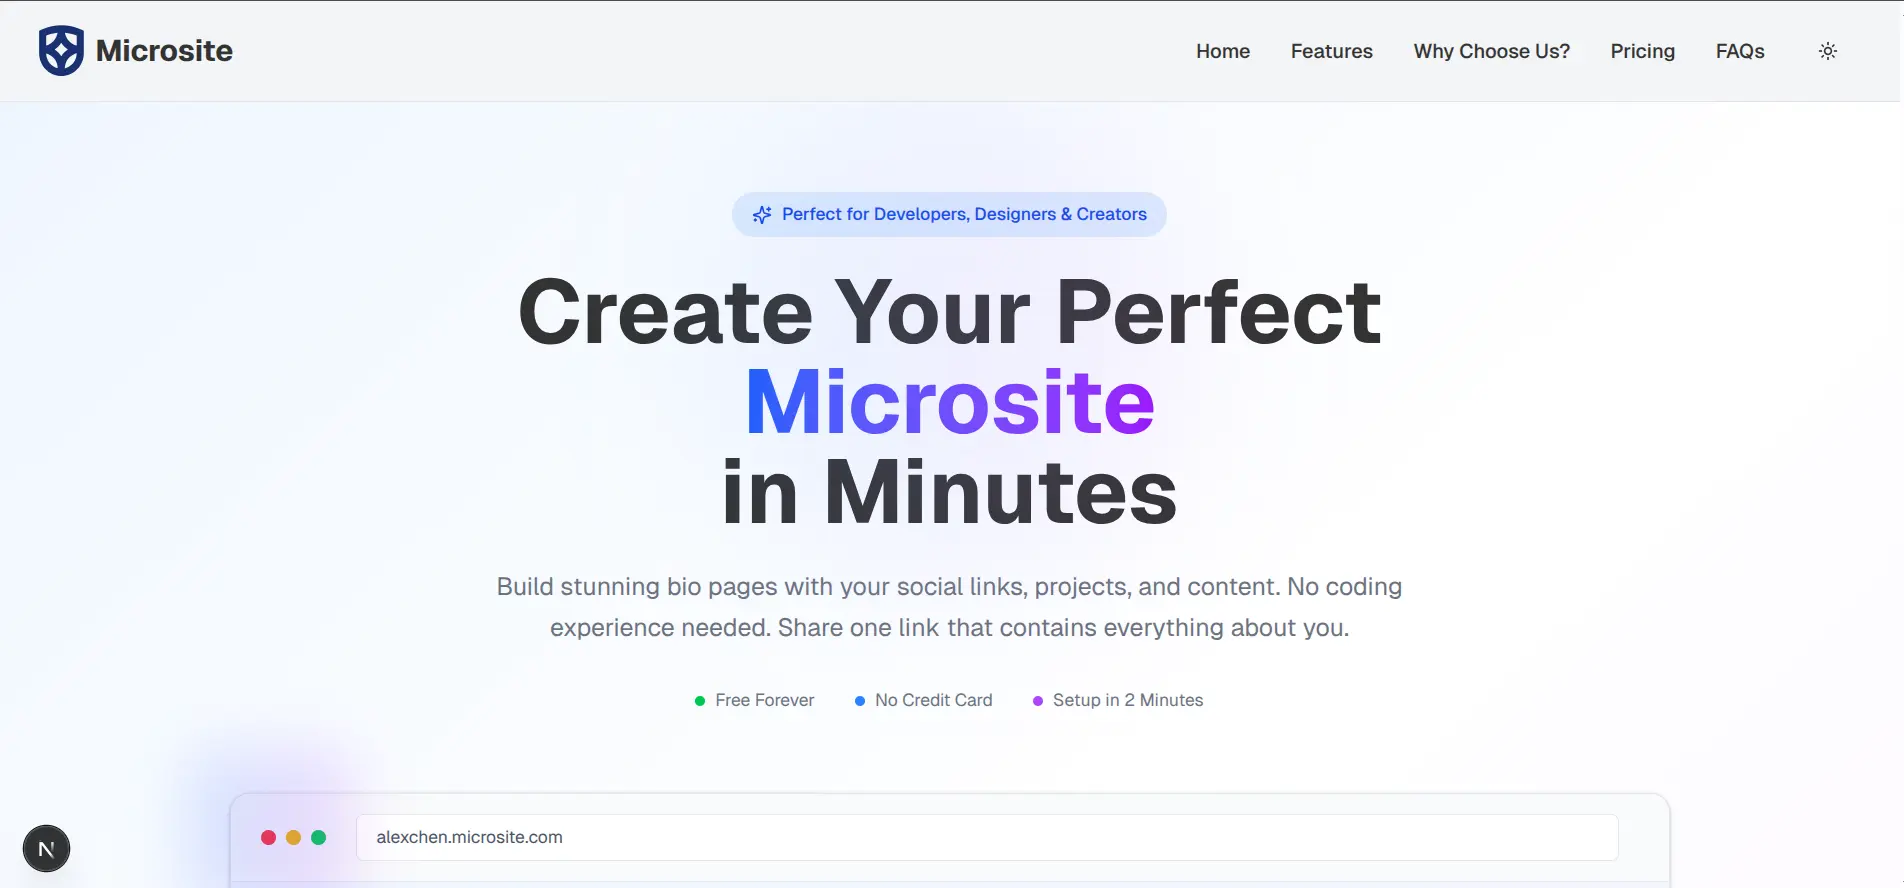 Microsite
Home
Features
Why Choose Us?
Pricing
FAQs
Perfect for Developers, Designers & Creators
Create Your Perfect
Microsite
in Minutes
Build stunning bio pages with your social links, projects, and content. No coding
experience needed. Share one link that contains everything about you.
Free Forever
No Credit Card
Setup in 2 Minutes
alexchen.microsite.com
N